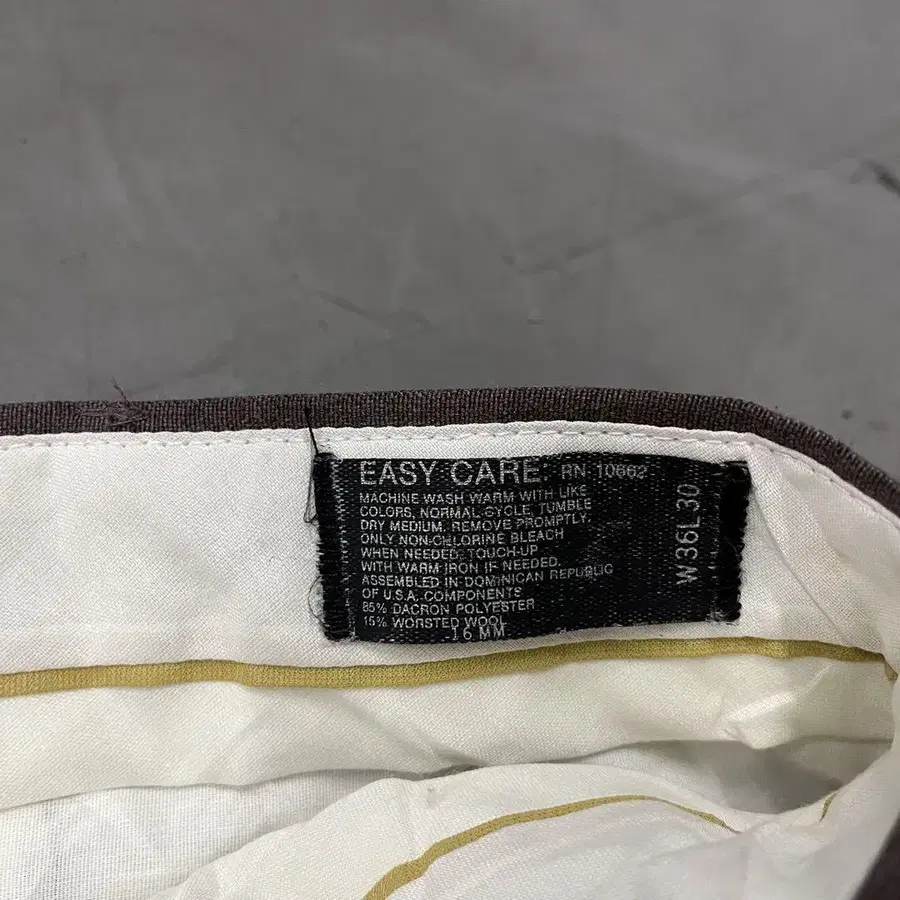 EASY CARE: RN 10662
MACHINE WASH WARM WITH LIKE
COLORS, NORMAL CYCLE, TUMBLE
DRY MEDIUM. REMOVE PROMPTLY.
ONLY NON-CHLORINE BLEACH
WHEN NEEDED. TOUCH-UP
WITH WARM IRON IF NEEDED.
ASSEMBLED IN DOMINICAN REPUBLIC
OF U.S.A. COMPONENTS
85% DACRON POLYESTER
15% WORSTED WOOL
16 MM
W36L30